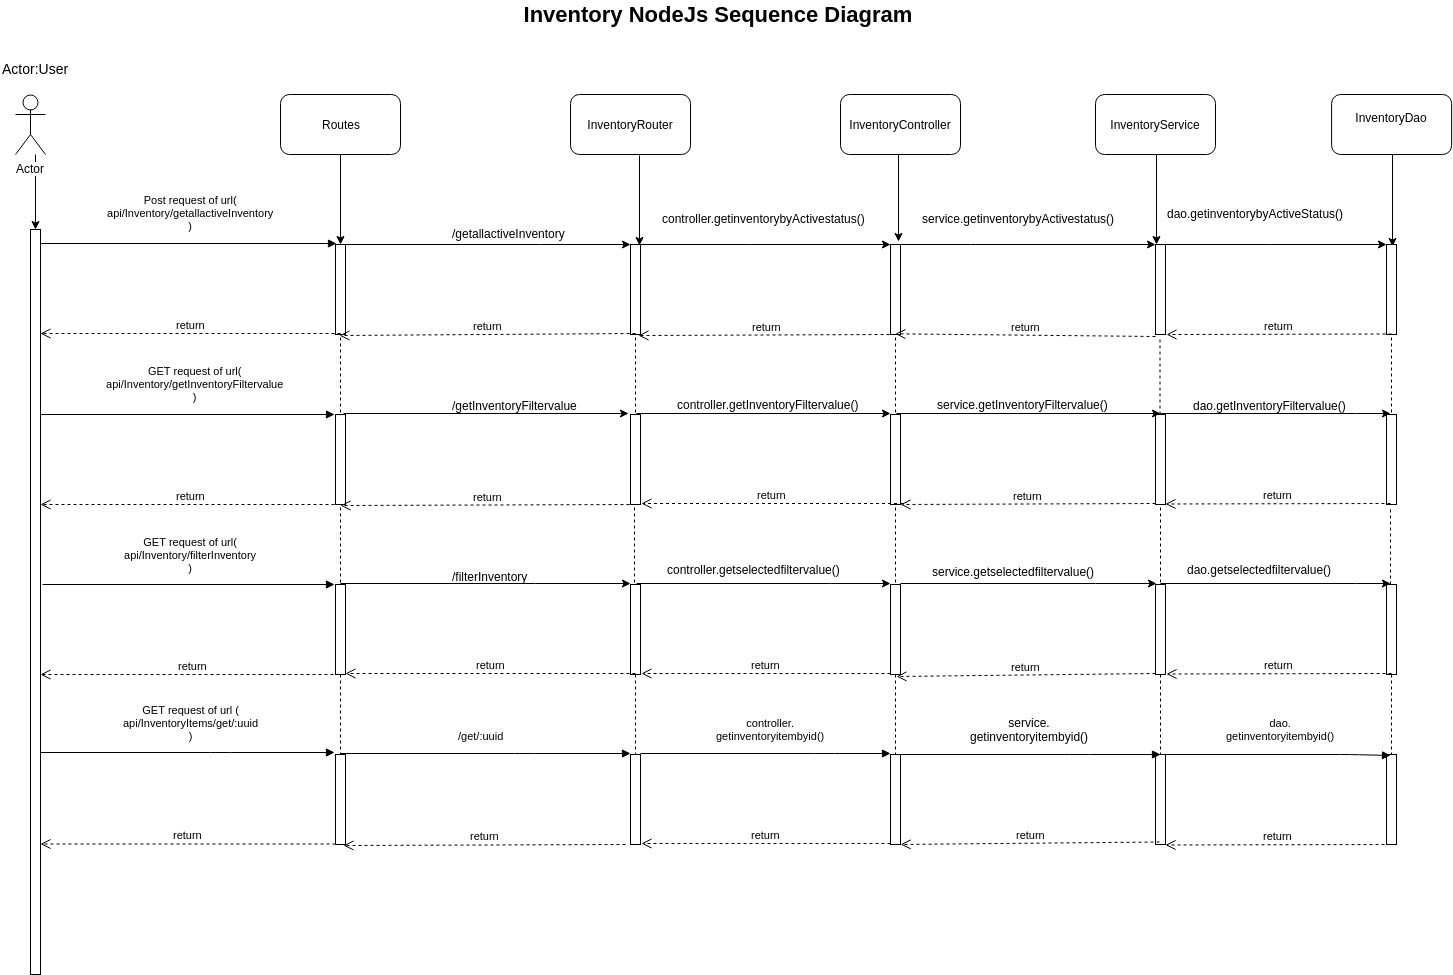 Inventory NodeJs Sequence Diagram
Actor:User
Actor
Routes
InventoryRouter
InventoryController
InventoryService
InventoryDao
Post request of url(
api/Inventory/getallactiveInventory
)
/getallactiveInventory
controller.getinventorybyActivestatus()
service.getinventorybyActivestatus()
dao.getinventorybyActiveStatus()
return
return
return
return
return
GET request of url(
api/Inventory/getInventoryFiltervalue
)
/getInventoryFiltervalue
controller.getInventoryFiltervalue()
service.getInventoryFiltervalue()
dao.getInventoryFiltervalue()
return
return
return
return
return
GET request of url(
api/Inventory/filterInventory
)
/filterInventory
controller.getselectedfiltervalue()
service.getselectedfiltervalue()
dao.getselectedfiltervalue()
return
return
return
return
return
GET request of url (
api/InventoryItems/get/:uuid
)
/get/:uuid
controller.
getinventoryitembyid()
service.
getinventoryitembyid()
dao.
getinventoryitembyid()
return
return
return
return
return